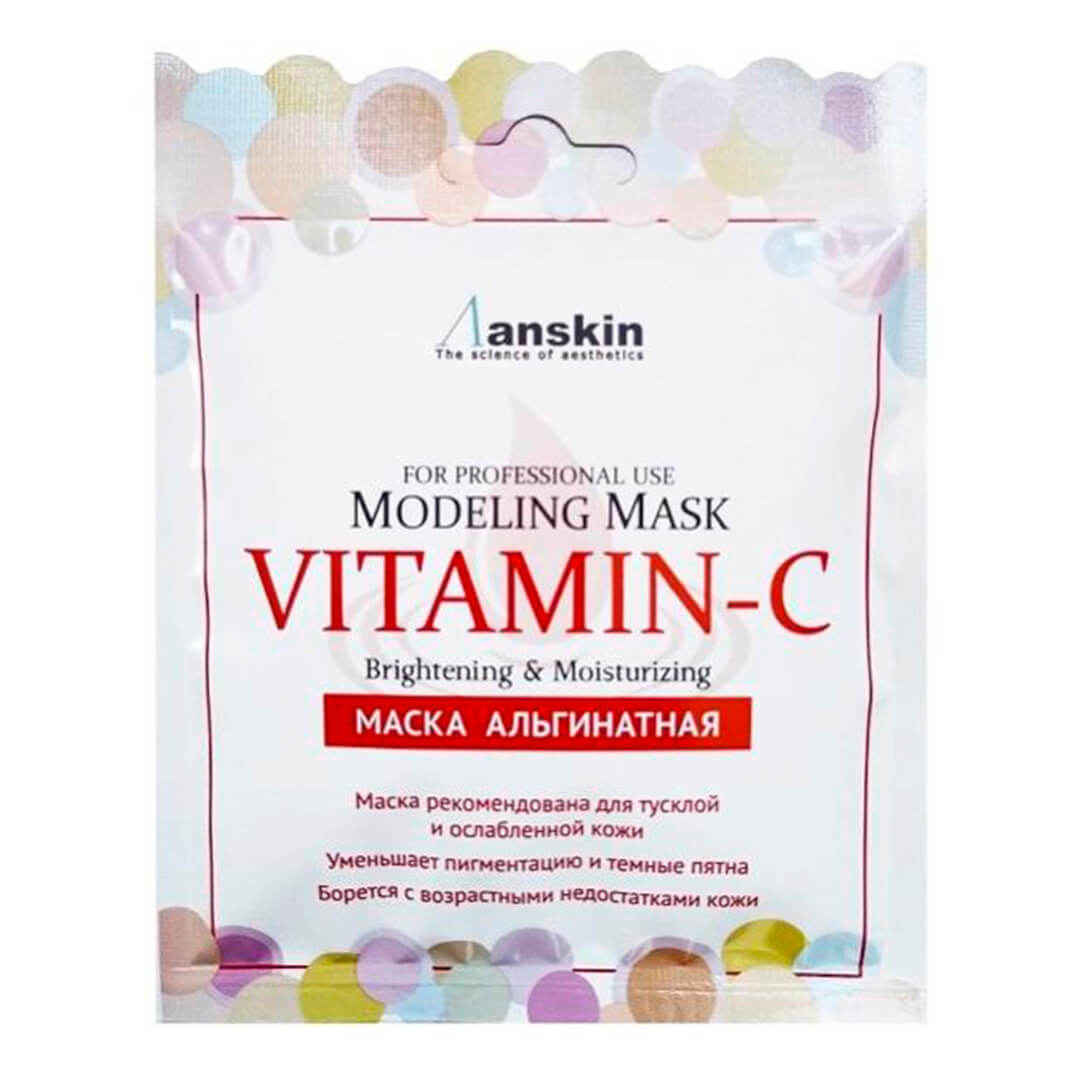 anskin
The science of aesthetics
FOR PROFESSIONAL USE
MODELING MASK
VITAMIN-C
Brightening & Moisturizing
МАСКА АЛЬГИНАТНАЯ
Маска рекомендована для тусклой
и ослабленной кожи
Уменьшает пигментацию и темные пятна
Борется с возрастными недостатками кожи